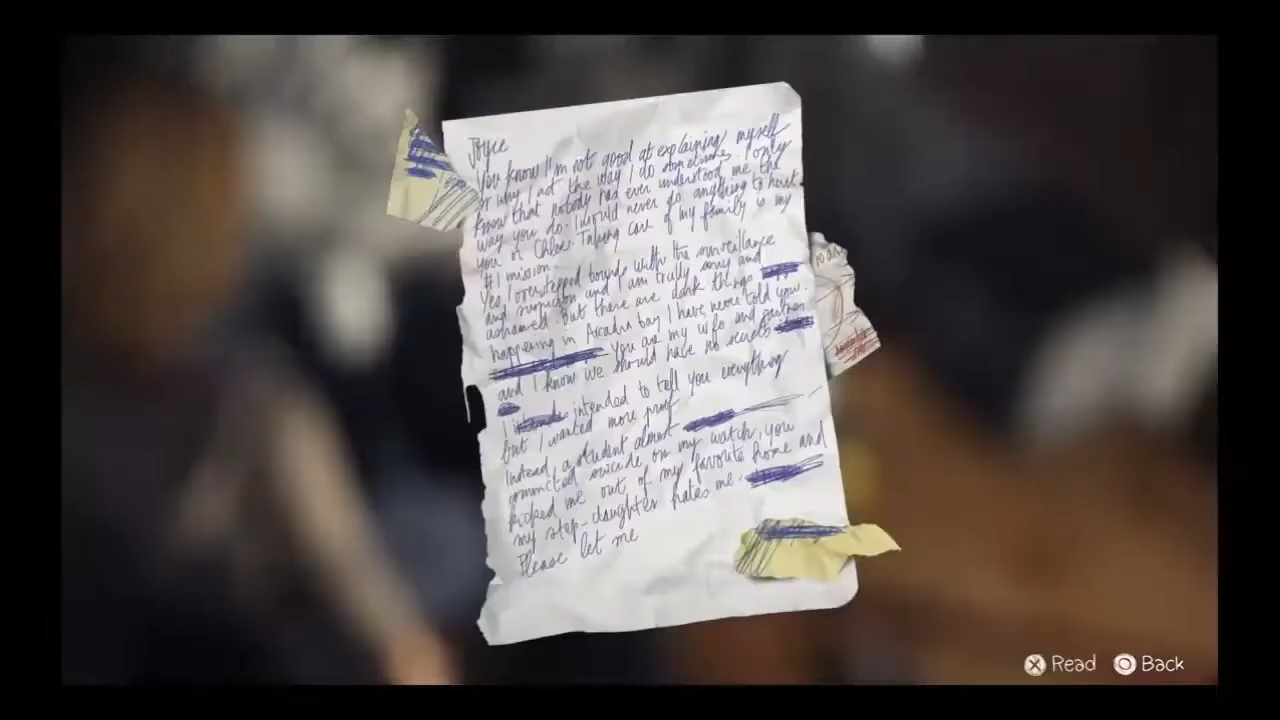 Joyce
You know I'm not good at explaining myself
or why I act the way I do sometimes. I only
know that nobody has ever understood me the
way you do. I would never do anything to hurt
you or Chloe. Taking care of my family is my
#1 mission.
Yes, I overstepped bounds with the surveillance
and suspicion and I am truly sorry and
ashamed. But there are dark things
happening in Arcadia bay I have never told you.
You are my wife and partner
and I know we should have no secrets
I intended to tell you everything
but I wanted more proof
Instead, a student almost
committed suicide on my watch, you
kicked me out of my favorite home and
my step-daughter hates me.
Please let me
Read Back